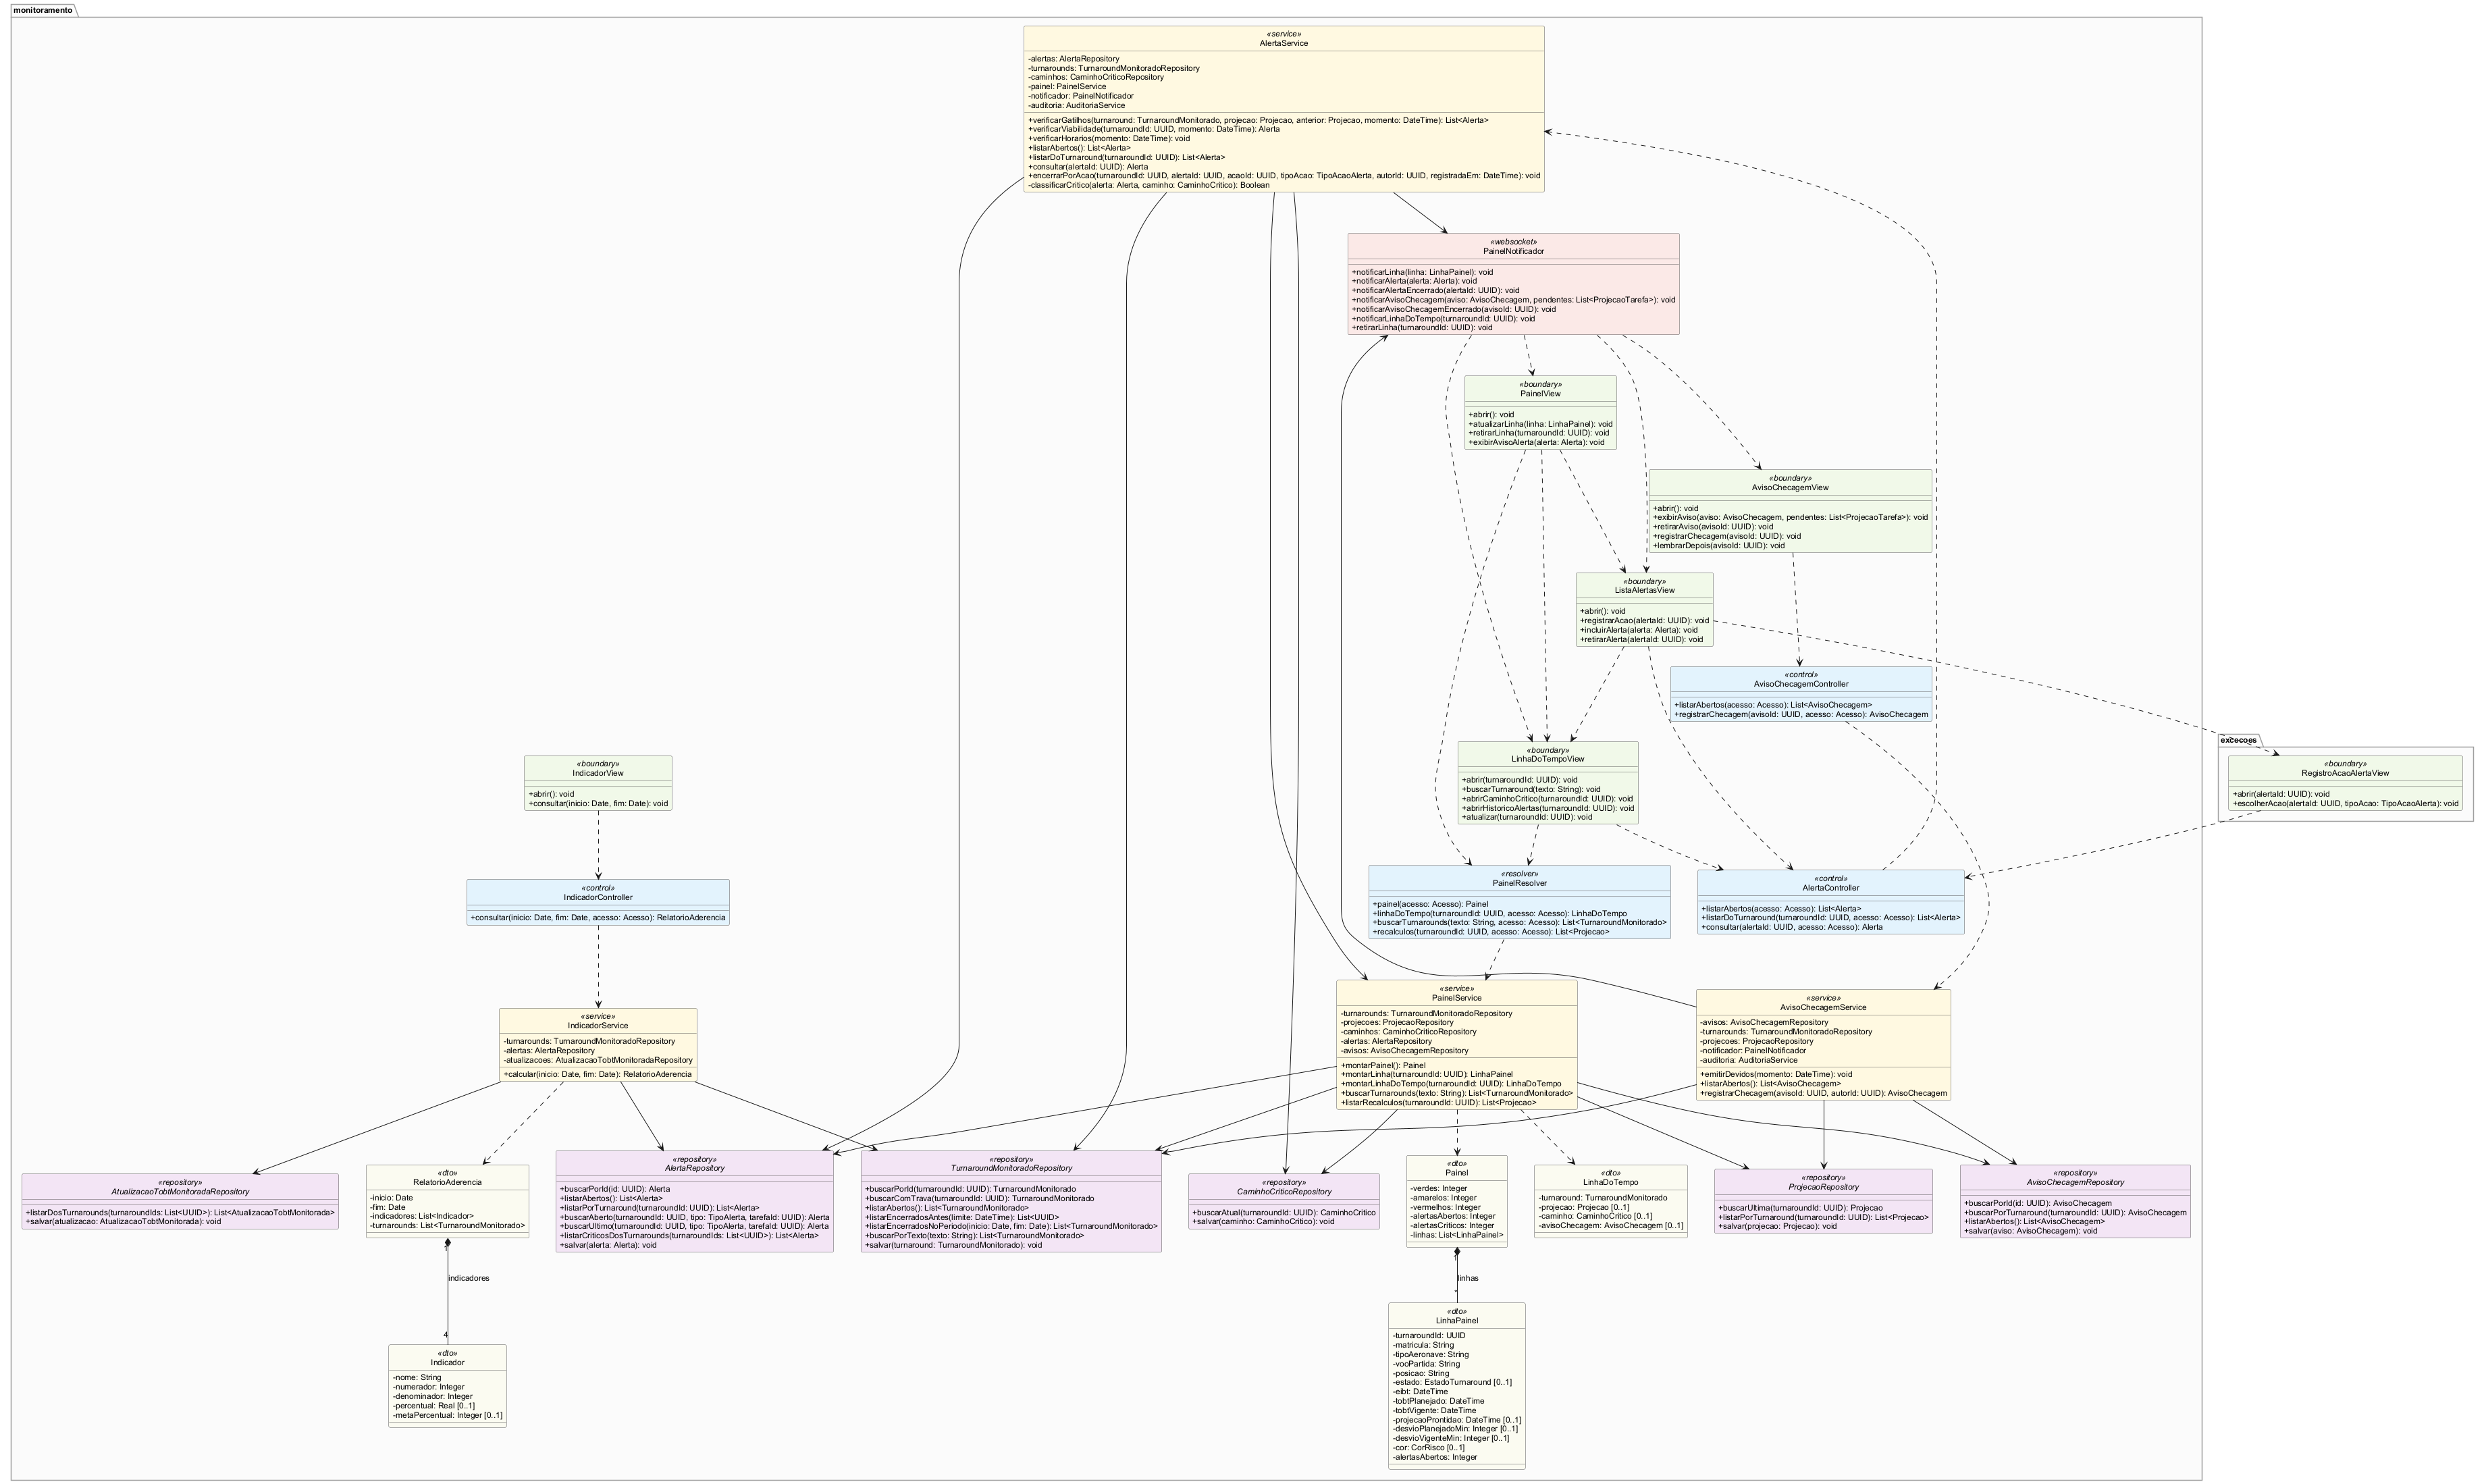 monitoramento
«service»
AlertaService
-alertas: AlertaRepository
-turnarounds: TurnaroundMonitoradoRepository
-caminhos: CaminhoCriticoRepository
-painel: PainelService
-notificador: PainelNotificador
-auditoria: AuditoriaService
+verificarGatilhos(turnaround: TurnaroundMonitorado, projecao: Projecao, anterior: Projecao, momento: DateTime): List<Alerta>
+verificarViabilidade(turnaroundId: UUID, momento: DateTime): Alerta
+verificarHorarios(momento: DateTime): void
+listarAbertos(): List<Alerta>
+listarDoTurnaround(turnaroundId: UUID): List<Alerta>
+consultar(alertaId: UUID): Alerta
+encerrarPorAcao(turnaroundId: UUID, alertaId: UUID, acaoId: UUID, tipoAcao: TipoAcaoAlerta, autorId: UUID, registradaEm: DateTime): void
-classificarCritico(alerta: Alerta, caminho: CaminhoCritico): Boolean
«websocket»
PainelNotificador
+notificarLinha(linha: LinhaPainel): void
+notificarAlerta(alerta: Alerta): void
+notificarAlertaEncerrado(alertaId: UUID): void
+notificarAvisoChecagem(aviso: AvisoChecagem, pendentes: List<ProjecaoTarefa>): void
+notificarAvisoChecagemEncerrado(avisoId: UUID): void
+notificarLinhaDoTempo(turnaroundId: UUID): void
+retirarLinha(turnaroundId: UUID): void
«boundary»
PainelView
+abrir(): void
+atualizarLinha(linha: LinhaPainel): void
+retirarLinha(turnaroundId: UUID): void
+exibirAvisoAlerta(alerta: Alerta): void
«boundary»
AvisoChecagemView
+abrir(): void
+exibirAviso(aviso: AvisoChecagem, pendentes: List<ProjecaoTarefa>): void
+retirarAviso(avisoId: UUID): void
+registrarChecagem(avisoId: UUID): void
+lembrarDepois(avisoId: UUID): void
«boundary»
ListaAlertasView
+abrir(): void
+registrarAcao(alertaId: UUID): void
+incluirAlerta(alerta: Alerta): void
+retirarAlerta(alertaId: UUID): void
«control»
AvisoChecagemController
+listarAbertos(acesso: Acesso): List<AvisoChecagem>
+registrarChecagem(avisoId: UUID, acesso: Acesso): AvisoChecagem
excecoes
«boundary»
RegistroAcaoAlertaView
+abrir(alertaId: UUID): void
+escolherAcao(alertaId: UUID, tipoAcao: TipoAcaoAlerta): void
«boundary»
LinhaDoTempoView
+abrir(turnaroundId: UUID): void
+buscarTurnaround(texto: String): void
+abrirCaminhoCritico(turnaroundId: UUID): void
+abrirHistoricoAlertas(turnaroundId: UUID): void
+atualizar(turnaroundId: UUID): void
«boundary»
IndicadorView
+abrir(): void
+consultar(inicio: Date, fim: Date): void
«control»
IndicadorController
+consultar(inicio: Date, fim: Date, acesso: Acesso): RelatorioAderencia
«resolver»
PainelResolver
+painel(acesso: Acesso): Painel
+linhaDoTempo(turnaroundId: UUID, acesso: Acesso): LinhaDoTempo
+buscarTurnarounds(texto: String, acesso: Acesso): List<TurnaroundMonitorado>
+recalculos(turnaroundId: UUID, acesso: Acesso): List<Projecao>
«control»
AlertaController
+listarAbertos(acesso: Acesso): List<Alerta>
+listarDoTurnaround(turnaroundId: UUID, acesso: Acesso): List<Alerta>
+consultar(alertaId: UUID, acesso: Acesso): Alerta
«service»
IndicadorService
-turnarounds: TurnaroundMonitoradoRepository
-alertas: AlertaRepository
-atualizacoes: AtualizacaoTobtMonitoradaRepository
+calcular(inicio: Date, fim: Date): RelatorioAderencia
«service»
PainelService
-turnarounds: TurnaroundMonitoradoRepository
-projecoes: ProjecaoRepository
-caminhos: CaminhoCriticoRepository
-alertas: AlertaRepository
-avisos: AvisoChecagemRepository
+montarPainel(): Painel
+montarLinha(turnaroundId: UUID): LinhaPainel
+montarLinhaDoTempo(turnaroundId: UUID): LinhaDoTempo
+buscarTurnarounds(texto: String): List<TurnaroundMonitorado>
+listarRecalculos(turnaroundId: UUID): List<Projecao>
«service»
AvisoChecagemService
-avisos: AvisoChecagemRepository
-turnarounds: TurnaroundMonitoradoRepository
-projecoes: ProjecaoRepository
-notificador: PainelNotificador
-auditoria: AuditoriaService
+emitirDevidos(momento: DateTime): void
+listarAbertos(): List<AvisoChecagem>
+registrarChecagem(avisoId: UUID, autorId: UUID): AvisoChecagem
«repository»
AtualizacaoTobtMonitoradaRepository
+listarDosTurnarounds(turnaroundIds: List<UUID>): List<AtualizacaoTobtMonitorada>
+salvar(atualizacao: AtualizacaoTobtMonitorada): void
«dto»
RelatorioAderencia
-inicio: Date
-fim: Date
-indicadores: List<Indicador>
-turnarounds: List<TurnaroundMonitorado>
«repository»
AlertaRepository
+buscarPorId(id: UUID): Alerta
+listarAbertos(): List<Alerta>
+listarPorTurnaround(turnaroundId: UUID): List<Alerta>
+buscarAberto(turnaroundId: UUID, tipo: TipoAlerta, tarefaId: UUID): Alerta
+buscarUltimo(turnaroundId: UUID, tipo: TipoAlerta, tarefaId: UUID): Alerta
+listarCriticosDosTurnarounds(turnaroundIds: List<UUID>): List<Alerta>
+salvar(alerta: Alerta): void
«repository»
TurnaroundMonitoradoRepository
+buscarPorId(turnaroundId: UUID): TurnaroundMonitorado
+buscarComTrava(turnaroundId: UUID): TurnaroundMonitorado
+listarAbertos(): List<TurnaroundMonitorado>
+listarEncerradosAntes(limite: DateTime): List<UUID>
+listarEncerradosNoPeriodo(inicio: Date, fim: Date): List<TurnaroundMonitorado>
+buscarPorTexto(texto: String): List<TurnaroundMonitorado>
+salvar(turnaround: TurnaroundMonitorado): void
«repository»
CaminhoCriticoRepository
+buscarAtual(turnaroundId: UUID): CaminhoCritico
+salvar(caminho: CaminhoCritico): void
«dto»
Painel
-verdes: Integer
-amarelos: Integer
-vermelhos: Integer
-alertasAbertos: Integer
-alertasCriticos: Integer
-linhas: List<LinhaPainel>
«dto»
LinhaDoTempo
-turnaround: TurnaroundMonitorado
-projecao: Projecao [0..1]
-caminho: CaminhoCritico [0..1]
-avisoChecagem: AvisoChecagem [0..1]
«repository»
ProjecaoRepository
+buscarUltima(turnaroundId: UUID): Projecao
+listarPorTurnaround(turnaroundId: UUID): List<Projecao>
+salvar(projecao: Projecao): void
«repository»
AvisoChecagemRepository
+buscarPorId(id: UUID): AvisoChecagem
+buscarPorTurnaround(turnaroundId: UUID): AvisoChecagem
+listarAbertos(): List<AvisoChecagem>
+salvar(aviso: AvisoChecagem): void
1
indicadores
4
1
linhas
*
«dto»
Indicador
-nome: String
-numerador: Integer
-denominador: Integer
-percentual: Real [0..1]
-metaPercentual: Integer [0..1]
«dto»
LinhaPainel
-turnaroundId: UUID
-matricula: String
-tipoAeronave: String
-vooPartida: String
-posicao: String
-estado: EstadoTurnaround [0..1]
-eibt: DateTime
-tobtPlanejado: DateTime
-tobtVigente: DateTime
-projecaoProntidao: DateTime [0..1]
-desvioPlanejadoMin: Integer [0..1]
-desvioVigenteMin: Integer [0..1]
-cor: CorRisco [0..1]
-alertasAbertos: Integer